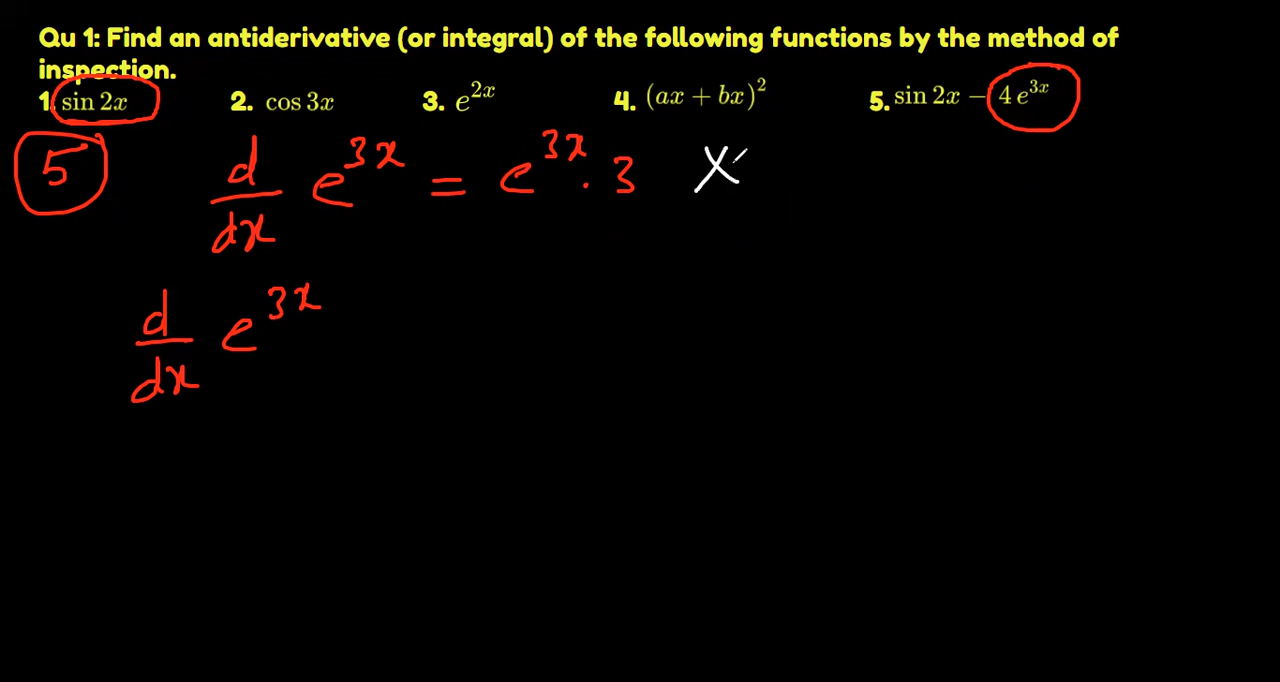 Qu 1: Find an antiderivative (or integral) of the following functions by the method of
inspection.
1. sin 2x 2. cos 3x 3. e^{2x} 4. (ax + bx)^2 5. sin 2x − 4 e^{3x}
5 d/dx e^{3x} = e^{3x} · 3 X
d/dx e^{3x}